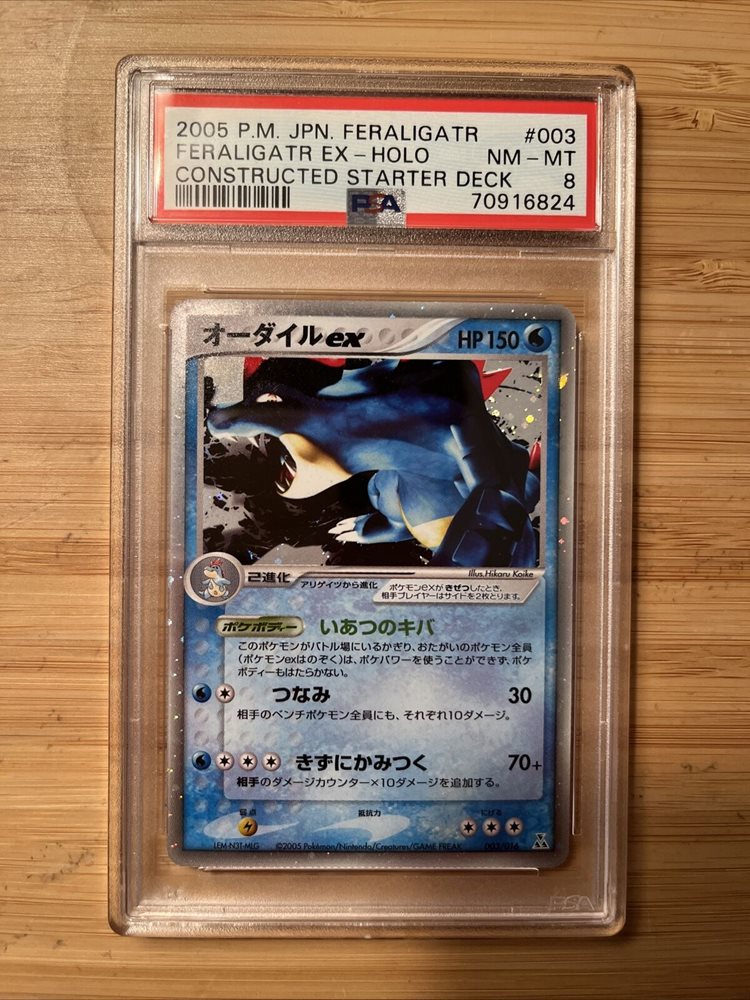 2005 P.M. JPN. FERALIGATR #003
FERALIGATR EX-HOLO NM-MT
CONSTRUCTED STARTER DECK 8
PSA 70916824
オーダイルex HP150
Illus.Hikaru Koike
2進化 アリゲイツから進化
ポケモンexが きぜつしたとき、
相手プレイヤーはサイドを2枚とります。
ポケボディー いあつのキバ
このポケモンがバトル場にいるかぎり、おたがいのポケモン全員
(ポケモンexはのぞく)は、ポケパワーを使うことができず、ポケ
ボディーもはたらかない。
つなみ 30
相手のベンチポケモン全員にも、それぞれ10ダメージ。
きずにかみつく 70+
相手のダメージカウンター×10ダメージを追加する。
弱点 抵抗力 にげる
LEM-N3T-MLG ©2005 Pokémon/Nintendo/Creatures/GAME FREAK 003/016
PSA